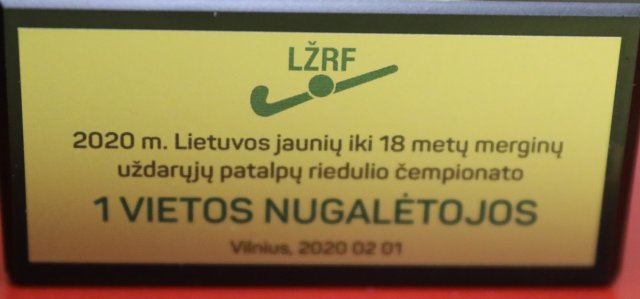 LŽRF
2020 m. Lietuvos jaunių iki 18 metų merginų
uždarųjų patalpų riedulio čempionato
1 VIETOS NUGALĖTOJOS
Vilnius, 2020 02 01